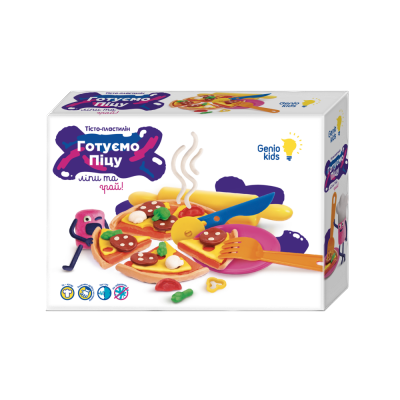 Тісто-пластилін
Готуємо
Піцу
ліпи та
грай!
Genio
kids